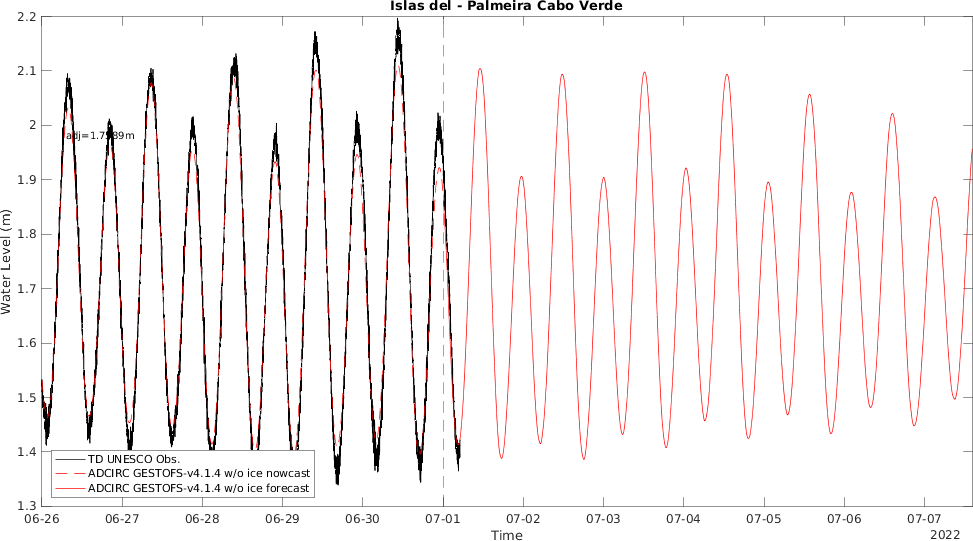 Islas del - Palmeira Cabo Verde
2.2
2.1
2
1.9
1.8
1.7
1.6
1.5
1.4
1.3
Water Level (m)
TD UNESCO Obs.
ADCIRC GESTOFS-v4.1.4 w/o ice nowcast
ADCIRC GESTOFS-v4.1.4 w/o ice forecast
06-26 06-27 06-28 06-29 06-30 07-01 07-02 07-03 07-04 07-05 07-06 07-07
Time
2022